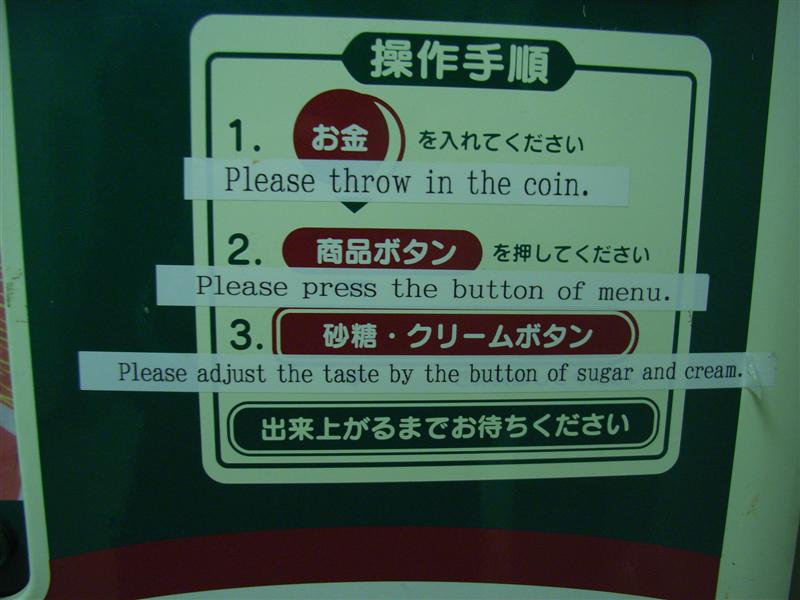 操作手順
1. お金 を入れてください
Please throw in the coin.
2. 商品ボタン を押してください
Please press the button of menu.
3. 砂糖・クリームボタン
Please adjust the taste by the button of sugar and cream.
出来上がるまでお待ちください